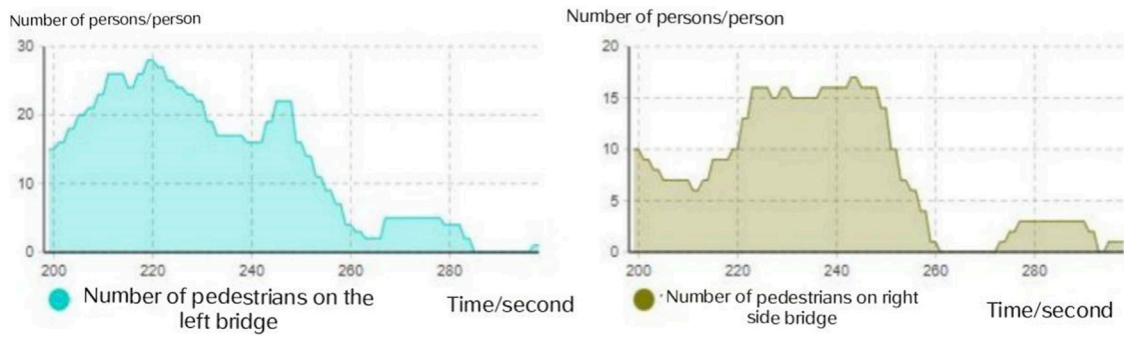 Number of persons/person
30
20
10
0
200 220 240 260 280
Number of pedestrians on the
left bridge
Time/second
Number of persons/person
20
15
10
5
0
200 220 240 260 280
Number of pedestrians on right
side bridge
Time/second